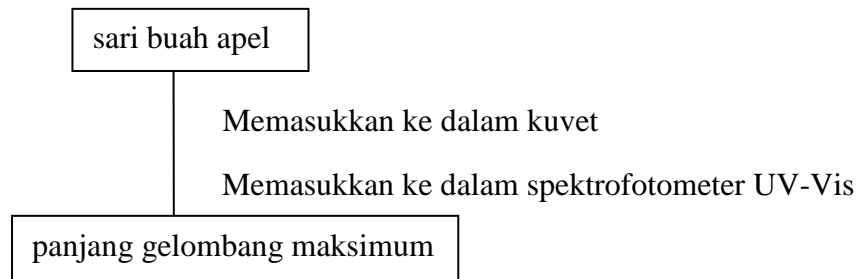 sari buah apel
Memasukkan ke dalam kuvet
Memasukkan ke dalam spektrofotometer UV-Vis
panjang gelombang maksimum